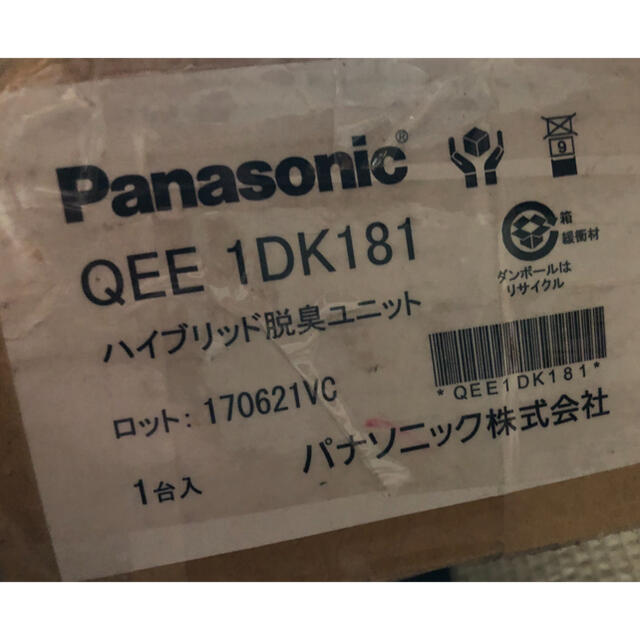 Panasonic®
9
QEE 1DK181
箱
緩衝材
ダンボールは
リサイクル
ハイブリッド脱臭ユニット
*QEE1DK181*
ロット: 170621VC
パナソニック株式会社
1台入